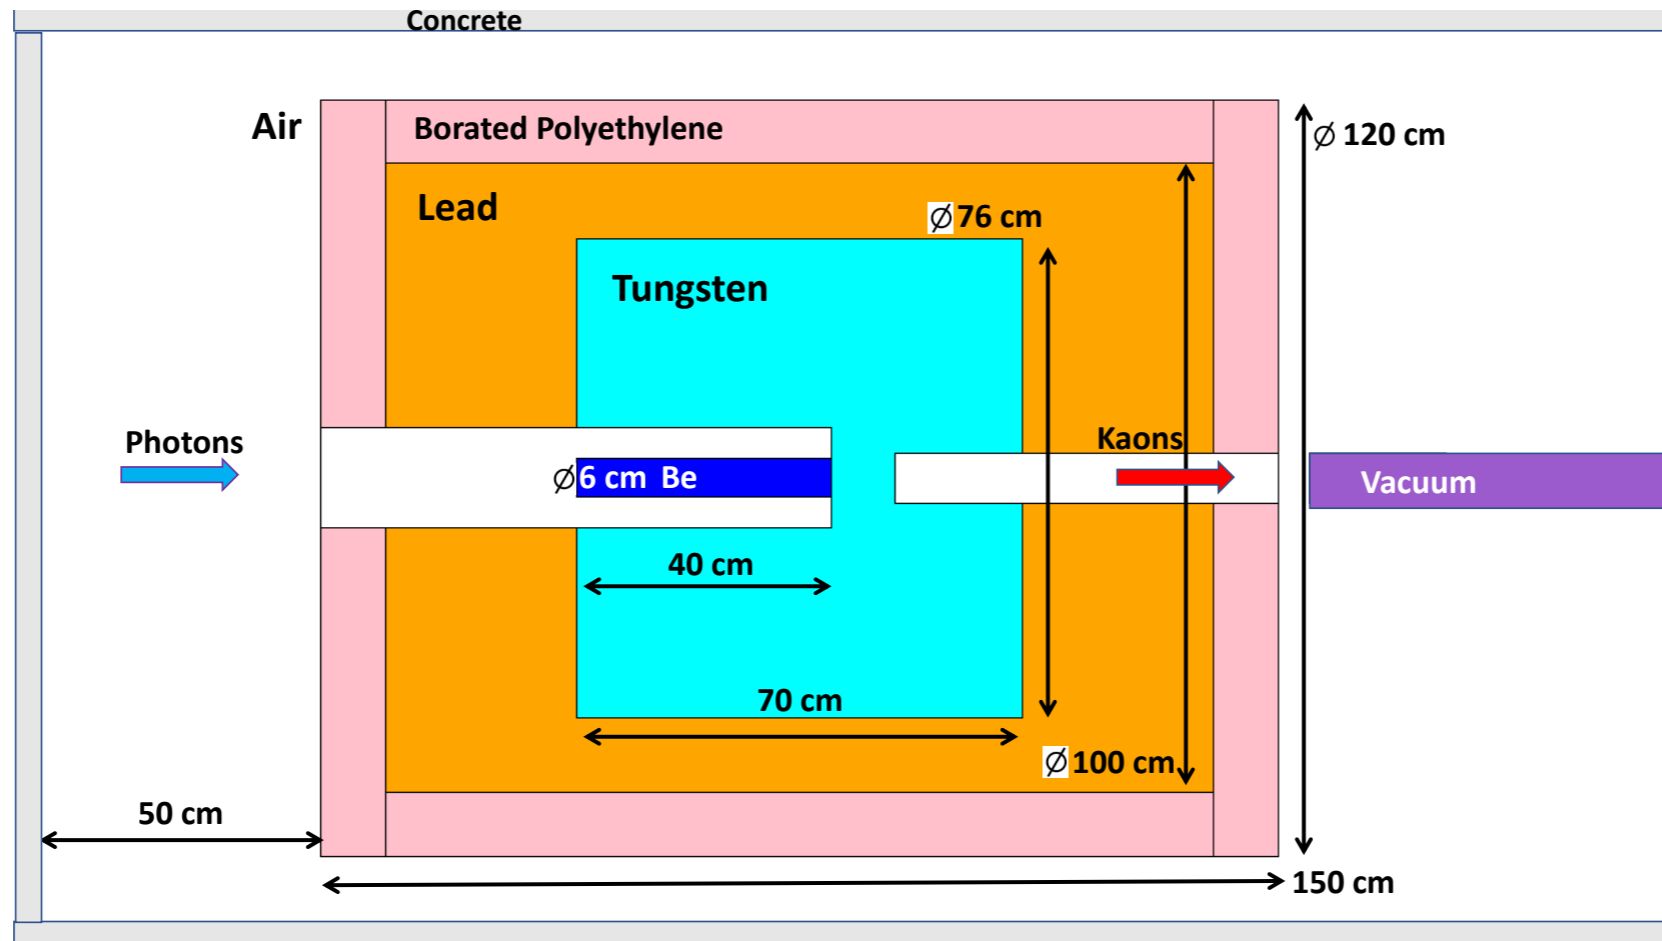 Concrete
Air
Borated Polyethylene
∅ 120 cm
Lead
∅ 76 cm
Tungsten
Photons
Kaons
∅ 6 cm Be
Vacuum
40 cm
70 cm
∅ 100 cm
50 cm
150 cm